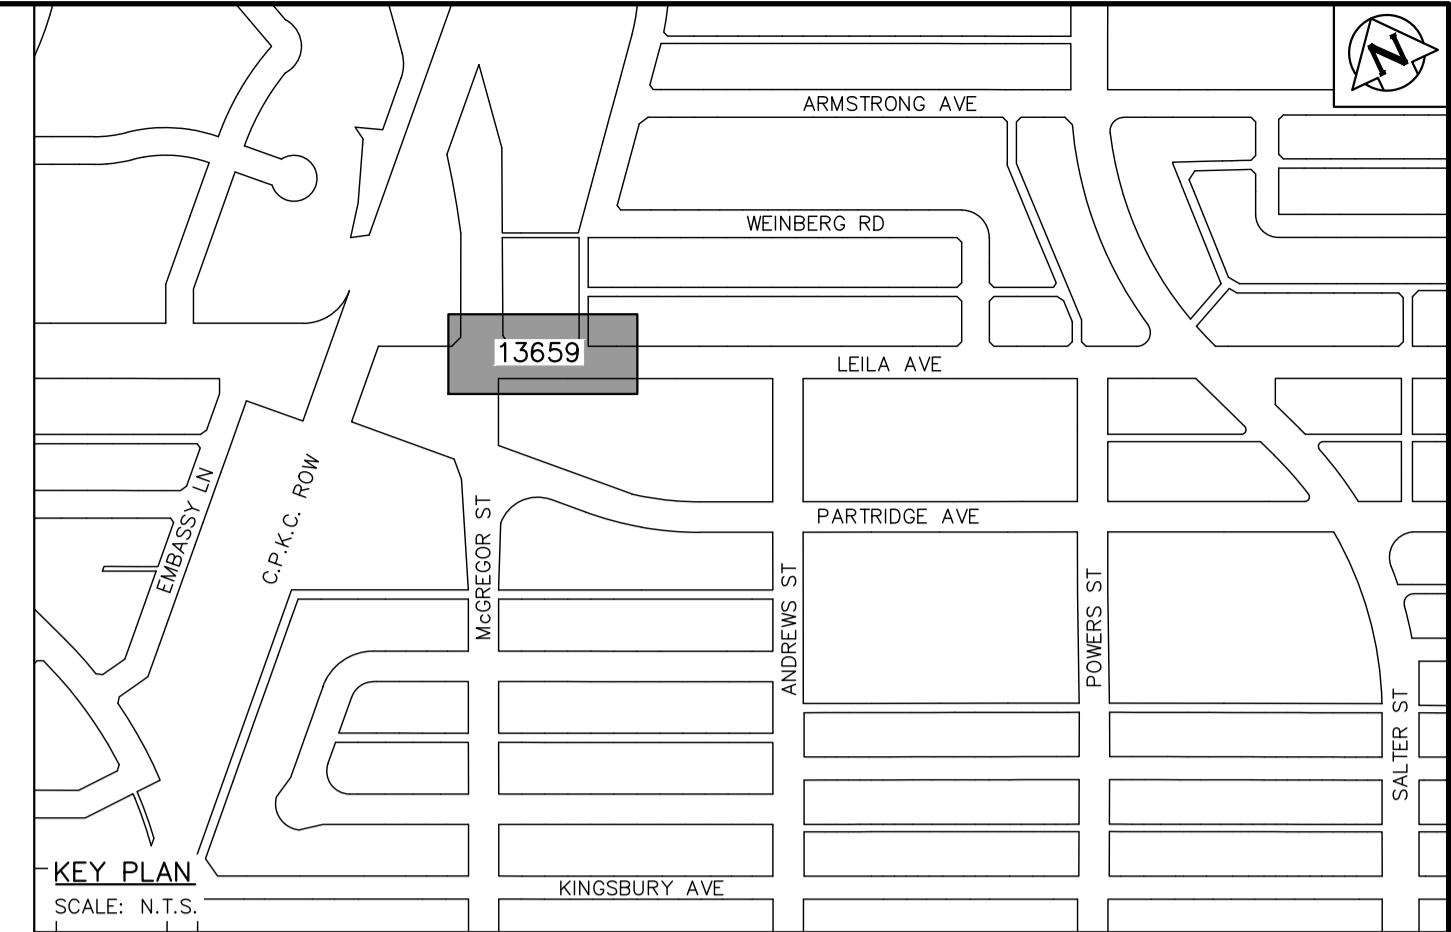 N
ARMSTRONG AVE
WEINBERG RD
13659
LEILA AVE
EMBASSY LN
C.P.K.C. ROW
McGREGOR ST
PARTRIDGE AVE
ANDREWS ST
POWERS ST
SALTER ST
KEY PLAN
SCALE: N.T.S.
KINGSBURY AVE